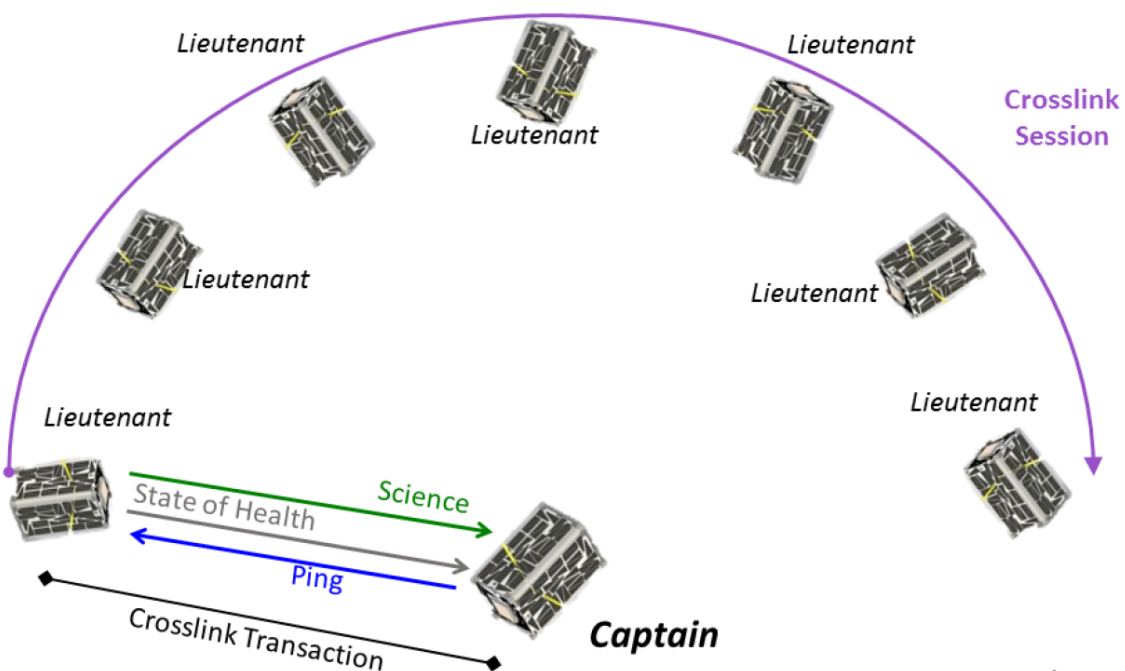 Lieutenant
Lieutenant
Lieutenant
Crosslink
Session
Lieutenant
Lieutenant
Lieutenant
Lieutenant
Science
State of Health
Ping
Crosslink Transaction
Captain